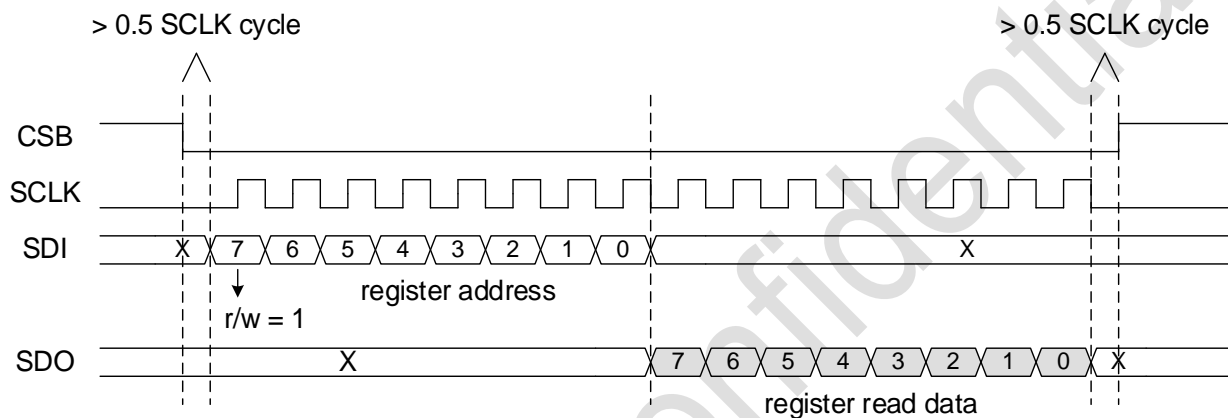 > 0.5 SCLK cycle > 0.5 SCLK cycle
CSB
SCLK
SDI X 7 6 5 4 3 2 1 0 X
register address
r/w = 1
SDO X 7 6 5 4 3 2 1 0 X
register read data
Confidential